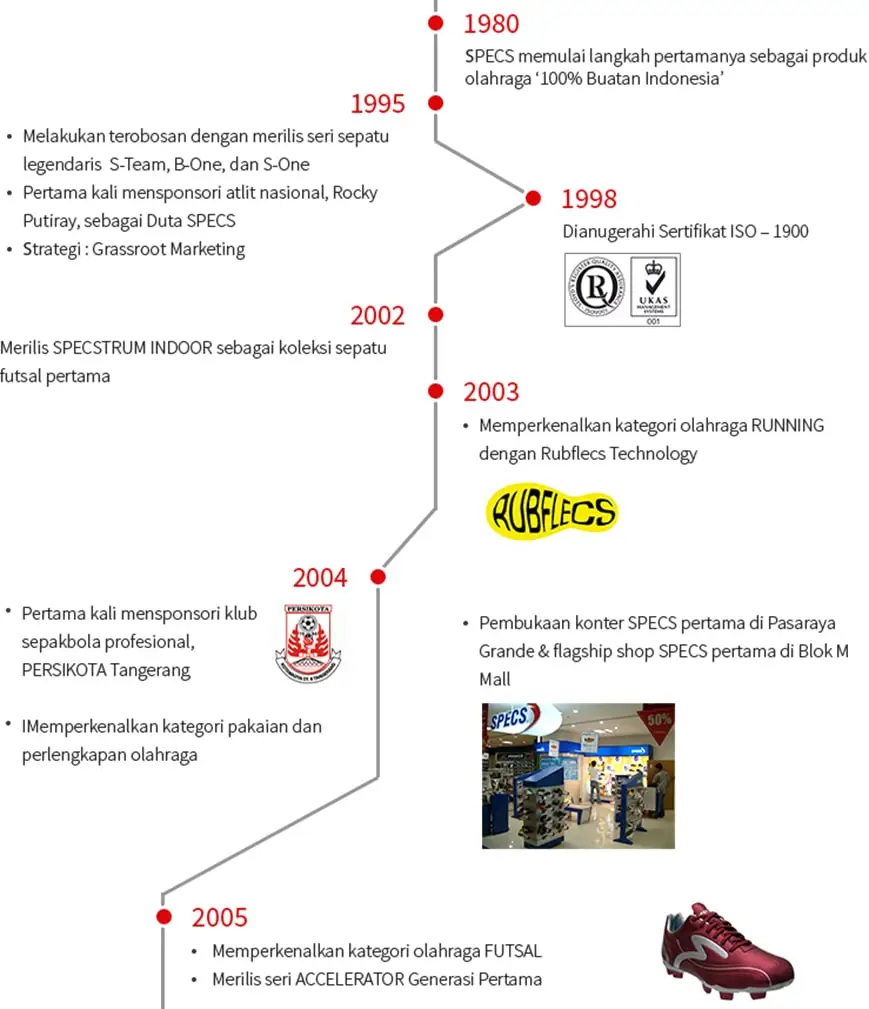 1980
SPECS memulai langkah pertamanya sebagai produk
olahraga ‘100% Buatan Indonesia’
1995
• Melakukan terobosan dengan merilis seri sepatu
legendaris S-Team, B-One, dan S-One
• Pertama kali mensponsori atlit nasional, Rocky
Putiray, sebagai Duta SPECS
• Strategi : Grassroot Marketing
1998
Dianugerahi Sertifikat ISO – 1900
LLOYD'S REGISTER QUALITY ASSURANCE
LRQ
UKAS
MANAGEMENT
SYSTEMS
001
2002
Merilis SPECSTRUM INDOOR sebagai koleksi sepatu
futsal pertama
2003
• Memperkenalkan kategori olahraga RUNNING
dengan Rubflecs Technology
RUBFLECS
2004
• Pertama kali mensponsori klub
sepakbola profesional,
PERSIKOTA Tangerang
PERSIKOTA
• IMemperkenalkan kategori pakaian dan
perlengkapan olahraga
• Pembukaan konter SPECS pertama di Pasaraya
Grande & flagship shop SPECS pertama di Blok M
Mall
SPECS
50%
2005
• Memperkenalkan kategori olahraga FUTSAL
• Merilis seri ACCELERATOR Generasi Pertama